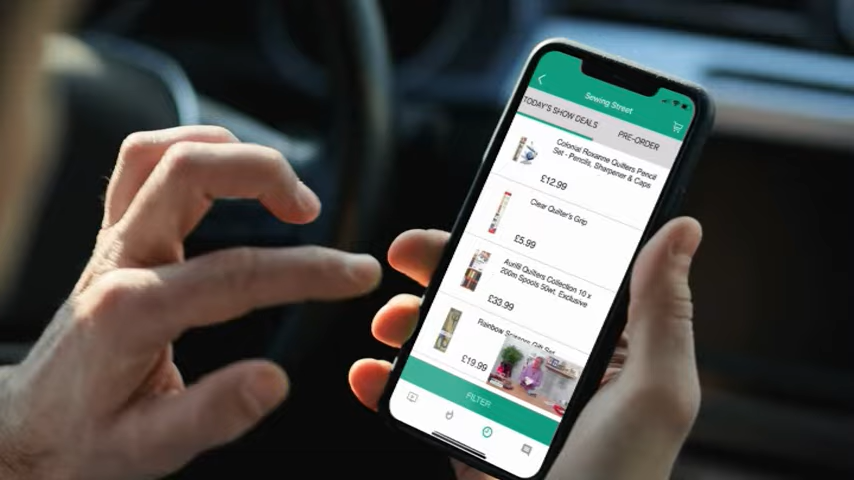 Sewing Street
TODAY'S SHOW DEALS
PRE-ORDER
Colonial Roxanne Quilters Pencil
Set - Pencils, Sharpener & Caps
£12.99
Clear Quilter's Grip
£5.99
Aurifil Quilters Collection 10 x
200m Spools 50wt. Exclusive
£33.99
Rainbow Scissors Gift Set
£19.99
FILTER